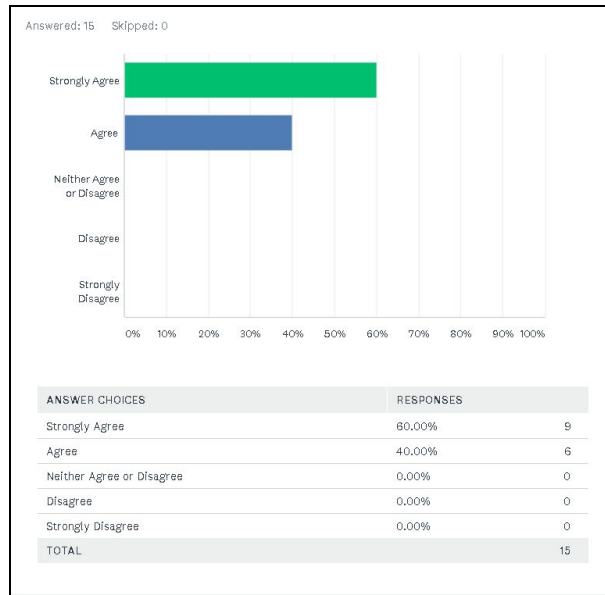 Answered: 15 Skipped: 0
Strongly Agree
Agree
Neither Agree
or Disagree
Disagree
Strongly
Disagree
0% 10% 20% 30% 40% 50% 60% 70% 80% 90% 100%
ANSWER CHOICES RESPONSES
Strongly Agree 60.00% 9
Agree 40.00% 6
Neither Agree or Disagree 0.00% 0
Disagree 0.00% 0
Strongly Disagree 0.00% 0
TOTAL 15